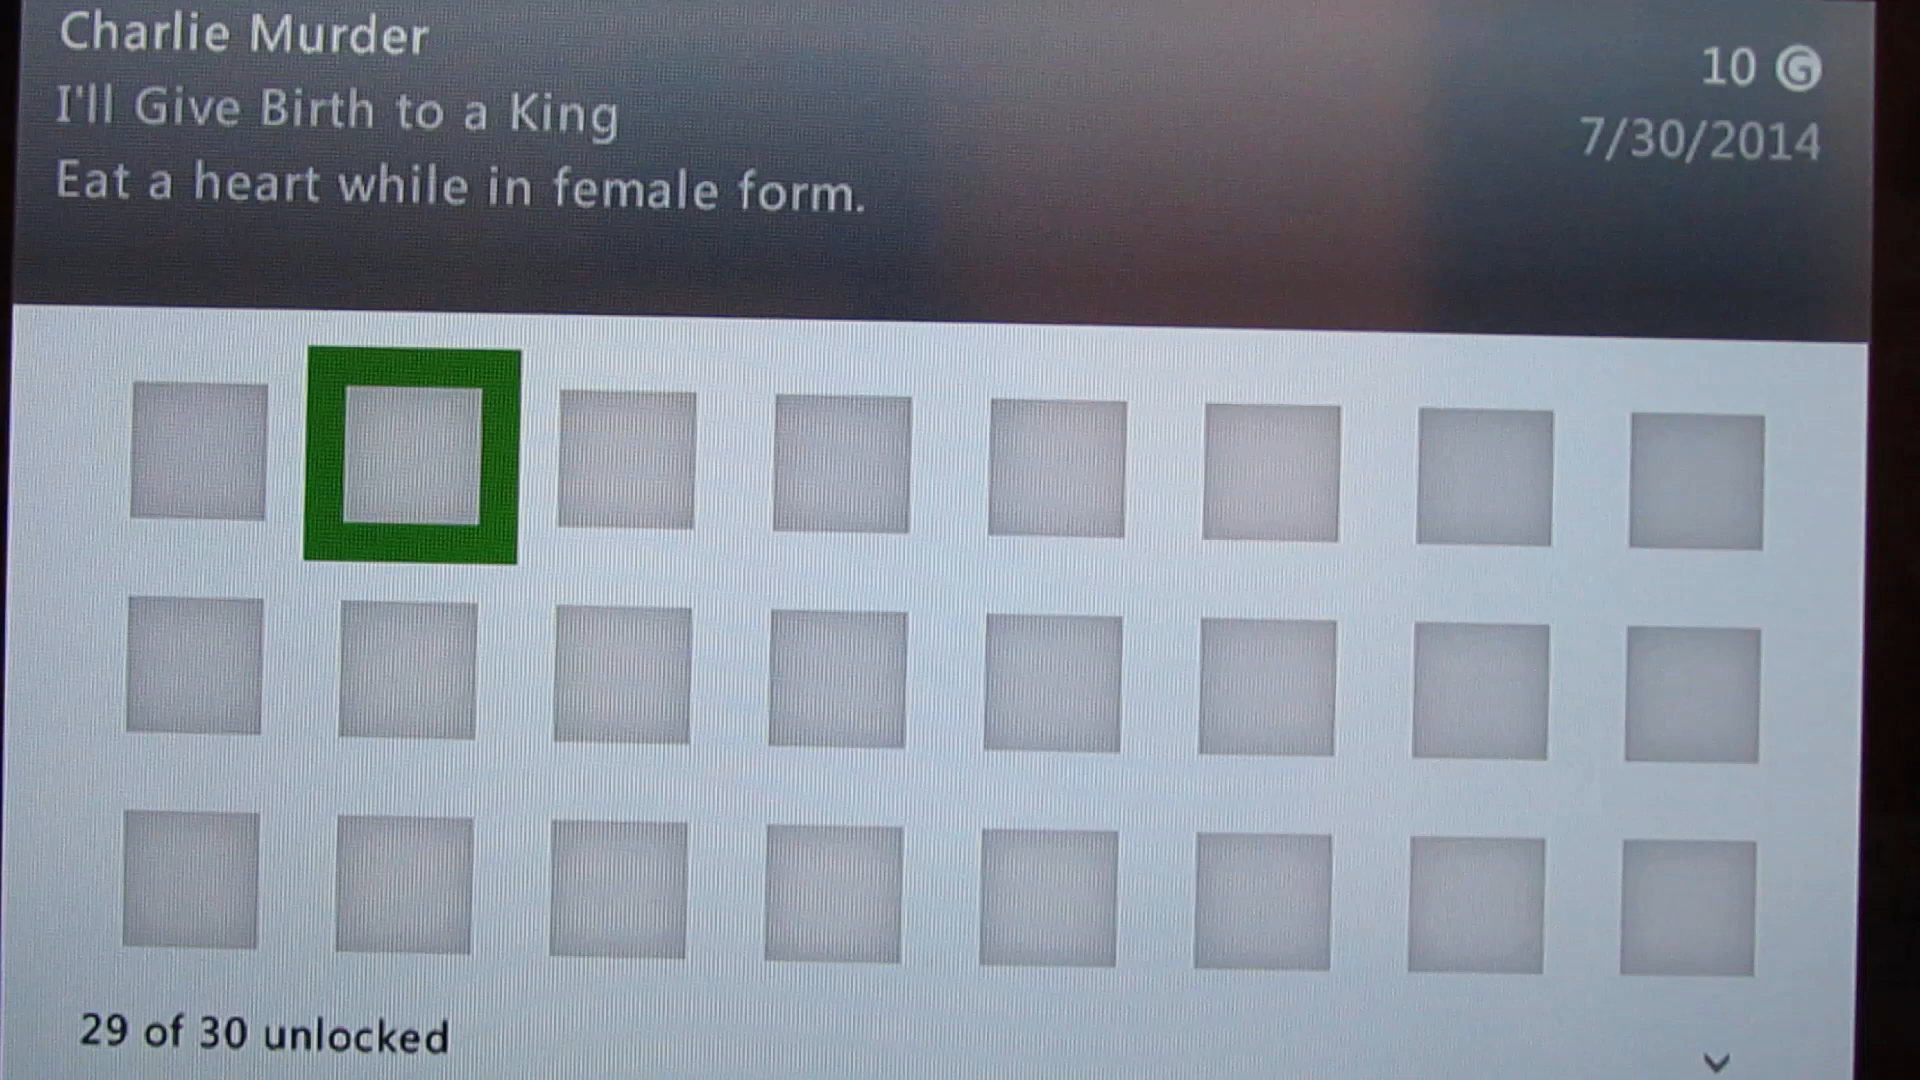 Charlie Murder
10 G
I'll Give Birth to a King
7/30/2014
Eat a heart while in female form.
29 of 30 unlocked